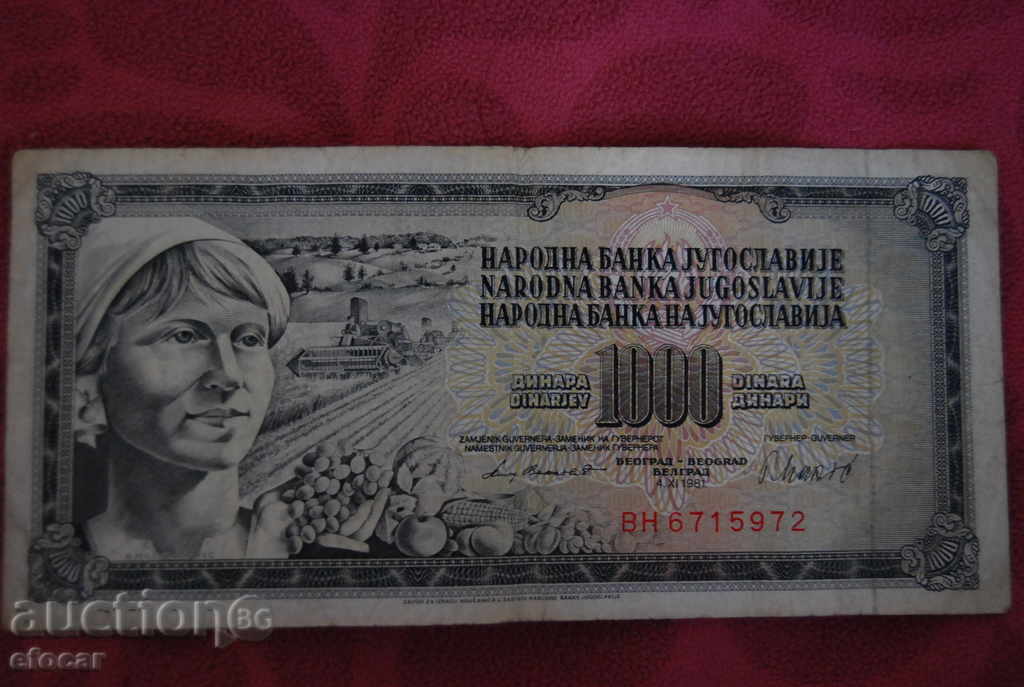 НАРОДНА БАНКА ЈУГОСЛАВИЈЕ
NARODNA BANKA JUGOSLAVIJE
НАРОДНА БАНКА НА ЈУГОСЛАВИЈА
ДИНАРА 1000 DINARA
DINARJEV ДИНАРИ
ZAMJENIK GUVERNERA-ЗАМЕНИК НА ГУВЕРНЕРОТ ГУВЕРНЕР-GUVERNER
NAMESTNIK GUVERNERJA-ЗАМЕНИК ГУВЕРНЕРА
БЕОГРАД - BEOGRAD
БЕЛГРАД
4. XI 1981
BH 6715972
auction BG
efocar